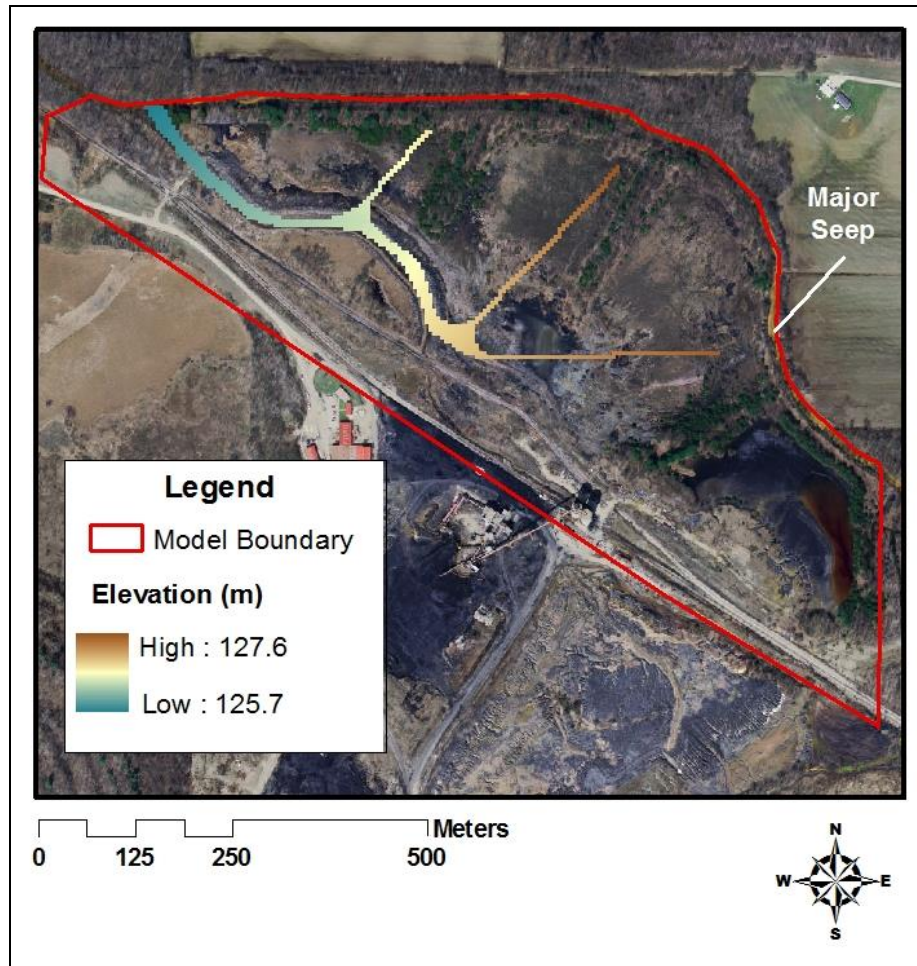 Major
Seep
Legend
Model Boundary
Elevation (m)
High : 127.6
Low : 125.7
Meters
0 125 250 500
N
W E
S